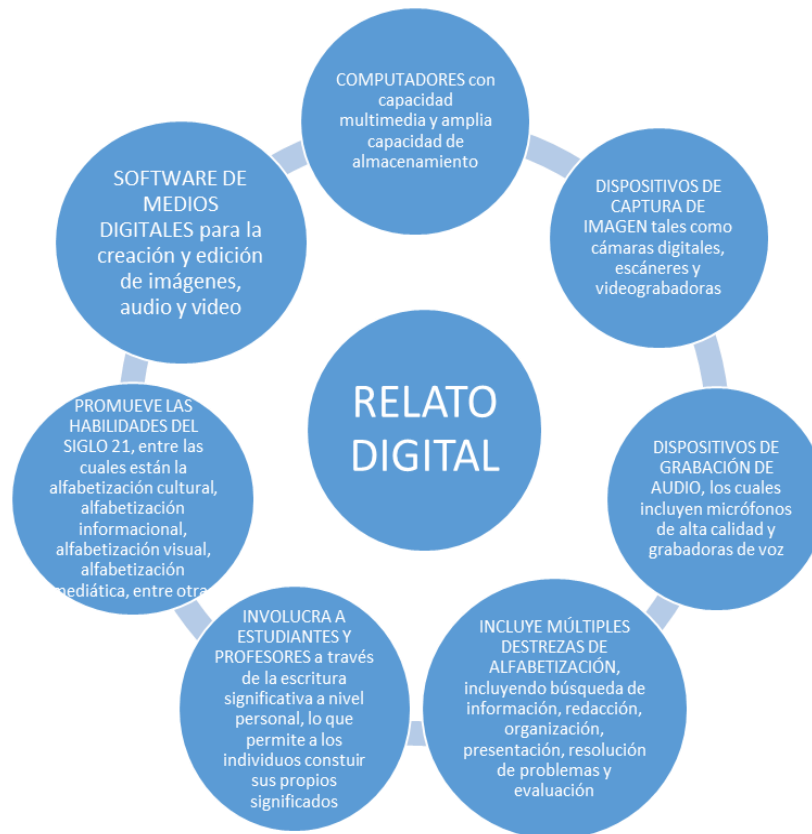 COMPUTADORES con
capacidad
multimedia y amplia
capacidad de
almacenamiento
DISPOSITIVOS DE
CAPTURA DE
IMAGEN tales como
cámaras digitales,
escáneres y
videograbadoras
DISPOSITIVOS DE
GRABACIÓN DE
AUDIO, los cuales
incluyen micrófonos
de alta calidad y
grabadoras de voz
INCLUYE MÚLTIPLES
DESTREZAS DE
ALFABETIZACIÓN,
incluyendo búsqueda de
información, redacción,
organización,
presentación, resolución
de problemas y
evaluación
INVOLUCRA A
ESTUDIANTES Y
PROFESORES a través
de la escritura
significativa a nivel
personal, lo que
permite a los
individuos constuir
sus propios
significados
PROMUEVE LAS
HABILIDADES DEL
SIGLO 21, entre las
cuales están la
alfabetización cultural,
alfabetización
informacional,
alfabetización visual,
alfabetización
mediática, entre otra
SOFTWARE DE
MEDIOS
DIGITALES para la
creación y edición
de imágenes,
audio y video
RELATO
DIGITAL